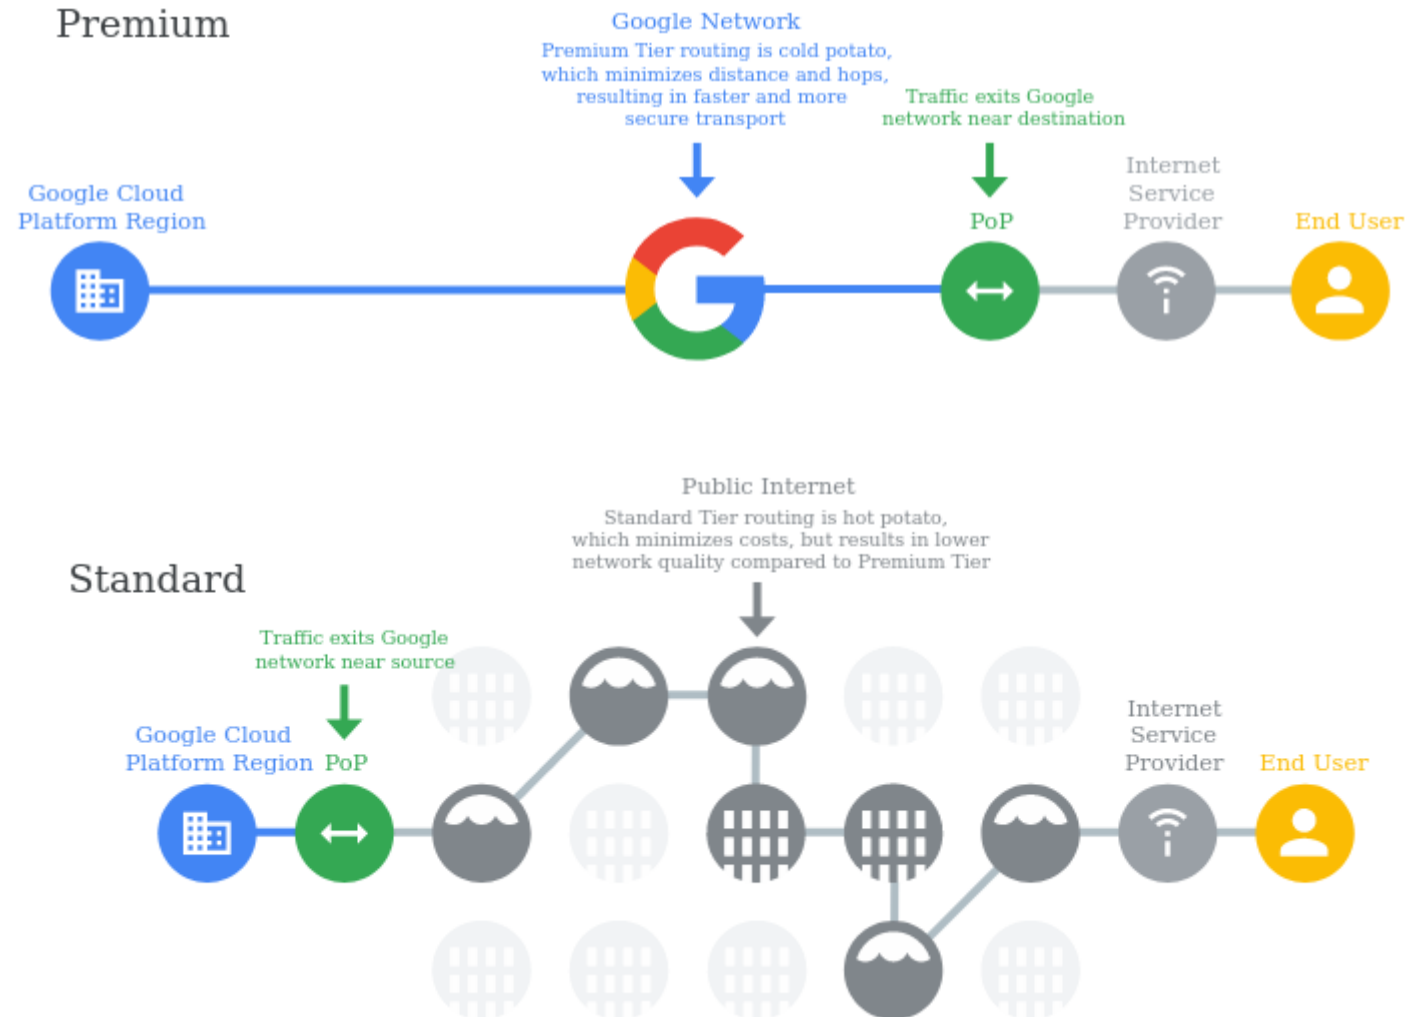 Premium
Google Network
Premium Tier routing is cold potato,
which minimizes distance and hops,
resulting in faster and more
secure transport
Traffic exits Google
network near destination
Google Cloud
Platform Region
PoP
Internet
Service
Provider
End User
Public Internet
Standard Tier routing is hot potato,
which minimizes costs, but results in lower
network quality compared to Premium Tier
Standard
Traffic exits Google
network near source
Google Cloud
Platform Region
PoP
Internet
Service
Provider
End User